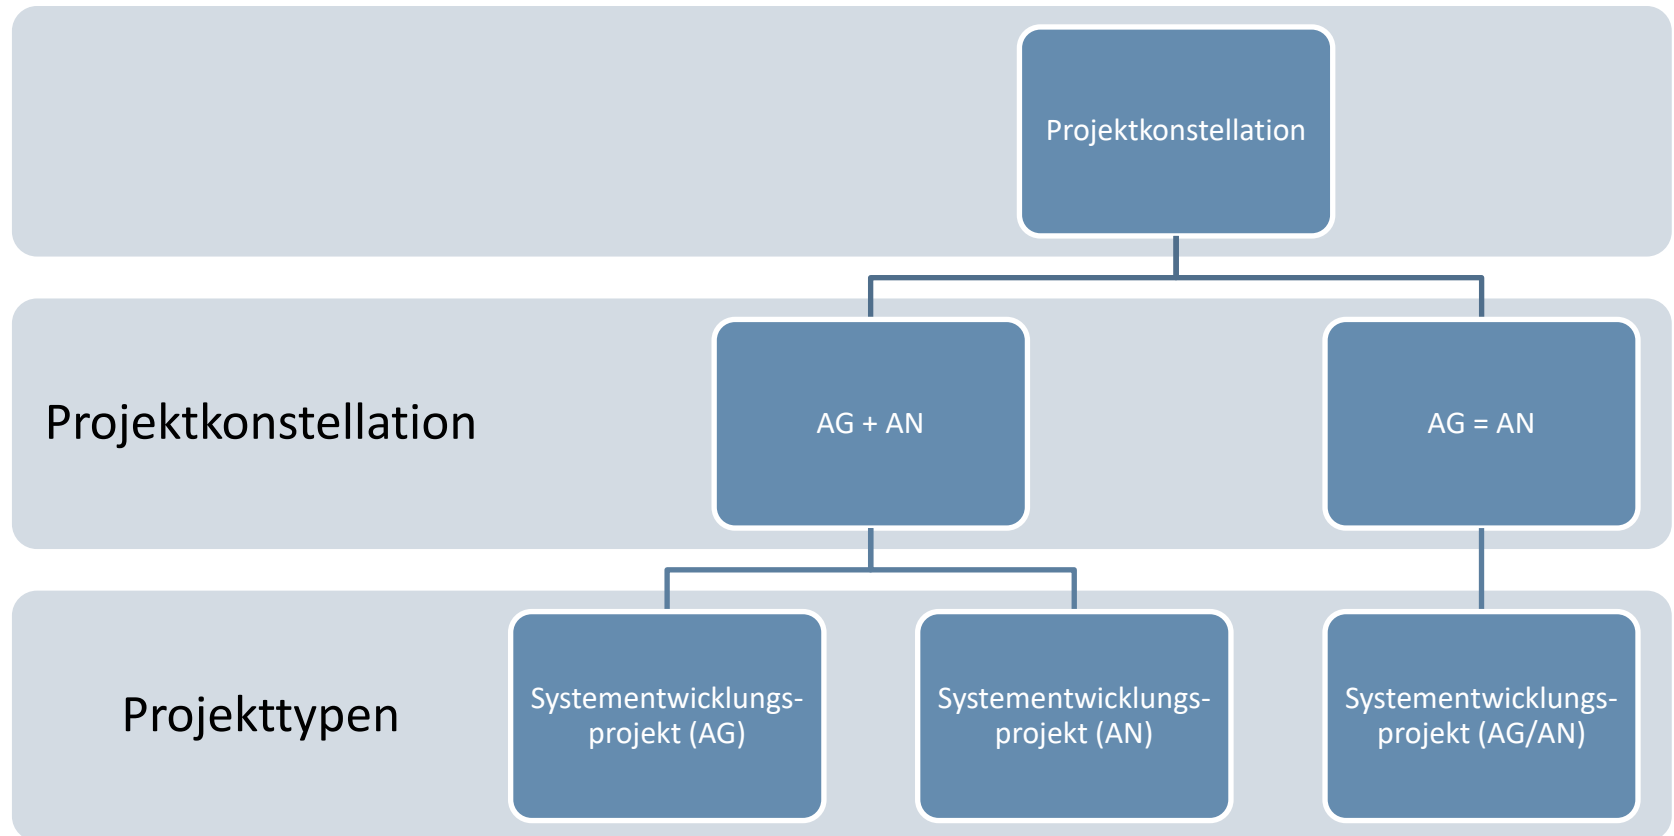 Projektkonstellation
Projektkonstellation
AG + AN
AG = AN
Projekttypen
Systementwicklungs-
projekt (AG)
Systementwicklungs-
projekt (AN)
Systementwicklungs-
projekt (AG/AN)